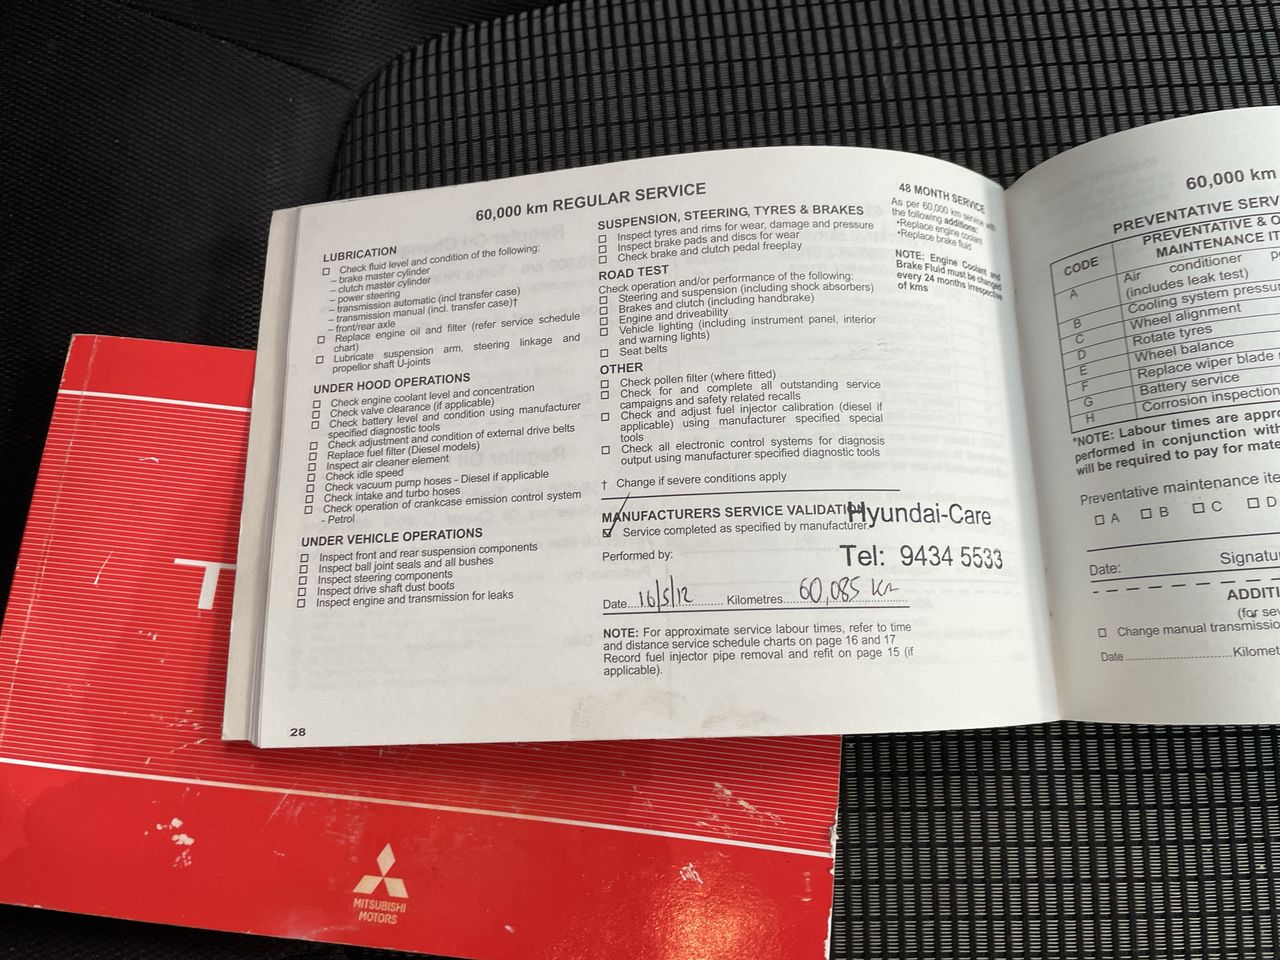 60,000 km REGULAR SERVICE
LUBRICATION
Check fluid level and condition of the following:
– brake master cylinder
– clutch master cylinder
– power steering
– transmission automatic (incl transfer case)
– transmission manual (incl. transfer case)†
– front/rear axle
Replace engine oil and filter (refer service schedule
chart)
Lubricate suspension arm, steering linkage and
propellor shaft U-joints
UNDER HOOD OPERATIONS
Check engine coolant level and concentration
Check valve clearance (if applicable)
Check battery level and condition using manufacturer
specified diagnostic tools
Check adjustment and condition of external drive belts
Replace fuel filter (Diesel models)
Inspect air cleaner element
Check idle speed
Check vacuum pump hoses - Diesel if applicable
Check intake and turbo hoses
Check operation of crankcase emission control system
- Petrol
UNDER VEHICLE OPERATIONS
Inspect front and rear suspension components
Inspect ball joint seals and all bushes
Inspect steering components
Inspect drive shaft dust boots
Inspect engine and transmission for leaks
28
SUSPENSION, STEERING, TYRES & BRAKES
Inspect tyres and rims for wear, damage and pressure
Inspect brake pads and discs for wear
Check brake and clutch pedal freeplay
ROAD TEST
Check operation and/or performance of the following:
Steering and suspension (including shock absorbers)
Brakes and clutch (including handbrake)
Engine and driveability
Vehicle lighting (including instrument panel, interior
and warning lights)
Seat belts
OTHER
Check pollen filter (where fitted)
Check for and complete all outstanding service
campaigns and safety related recalls
Check and adjust fuel injector calibration (diesel if
applicable) using manufacturer specified special
tools
Check all electronic control systems for diagnosis
output using manufacturer specified diagnostic tools
† Change if severe conditions apply
MANUFACTURERS SERVICE VALIDATION
Hyundai-Care
Service completed as specified by manufacturer
Performed by:
Tel: 9434 5533
Date 16/5/12 Kilometres 60,085 Km
NOTE: For approximate service labour times, refer to time
and distance service schedule charts on page 16 and 17
Record fuel injector pipe removal and refit on page 15 (if
applicable).
48 MONTH SERVICE
As per 60,000 km service with
the following additions:
•Replace engine coolant
•Replace brake fluid
NOTE: Engine Coolant and
Brake Fluid must be changed
every 24 months irrespective
of kms
60,000 km
PREVENTATIVE SERV
CODE
PREVENTATIVE & O
MAINTENANCE IT
A Air conditioner pe
(includes leak test)
B Cooling system pressur
C Wheel alignment
D Rotate tyres
E Wheel balance
F Replace wiper blade
G Battery service
H Corrosion inspection
*NOTE: Labour times are appro
performed in conjunction with
will be required to pay for mate
Preventative maintenance ite
A B C D
Date: Signatu
ADDITI
(for sev
Change manual transmissio
Date Kilomet
T
MITSUBISHI
MOTORS